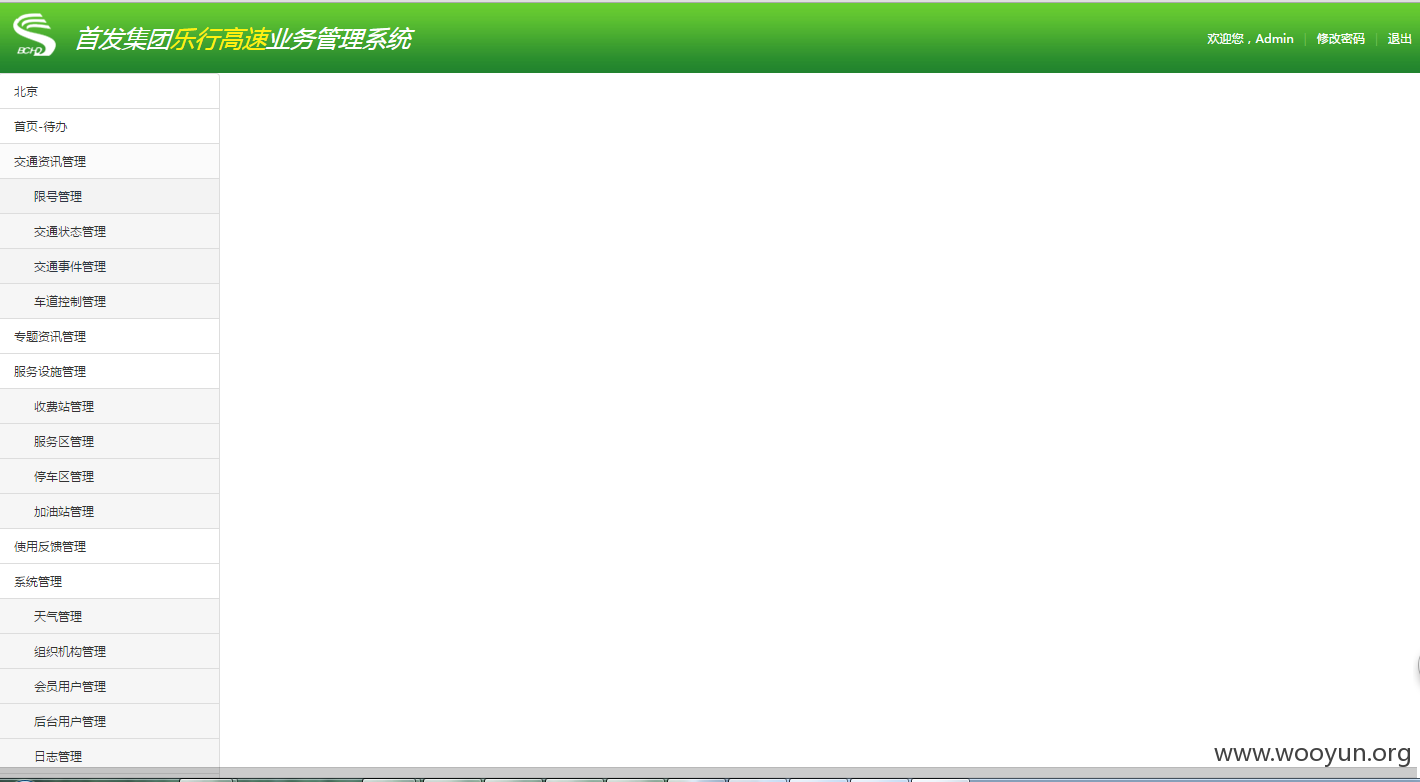 BCHD
首发集团乐行高速业务管理系统
欢迎您，Admin | 修改密码 | 退出
北京
首页-待办
交通资讯管理
限号管理
交通状态管理
交通事件管理
车道控制管理
专题资讯管理
服务设施管理
收费站管理
服务区管理
停车区管理
加油站管理
使用反馈管理
系统管理
天气管理
组织机构管理
会员用户管理
后台用户管理
日志管理
www.wooyun.org